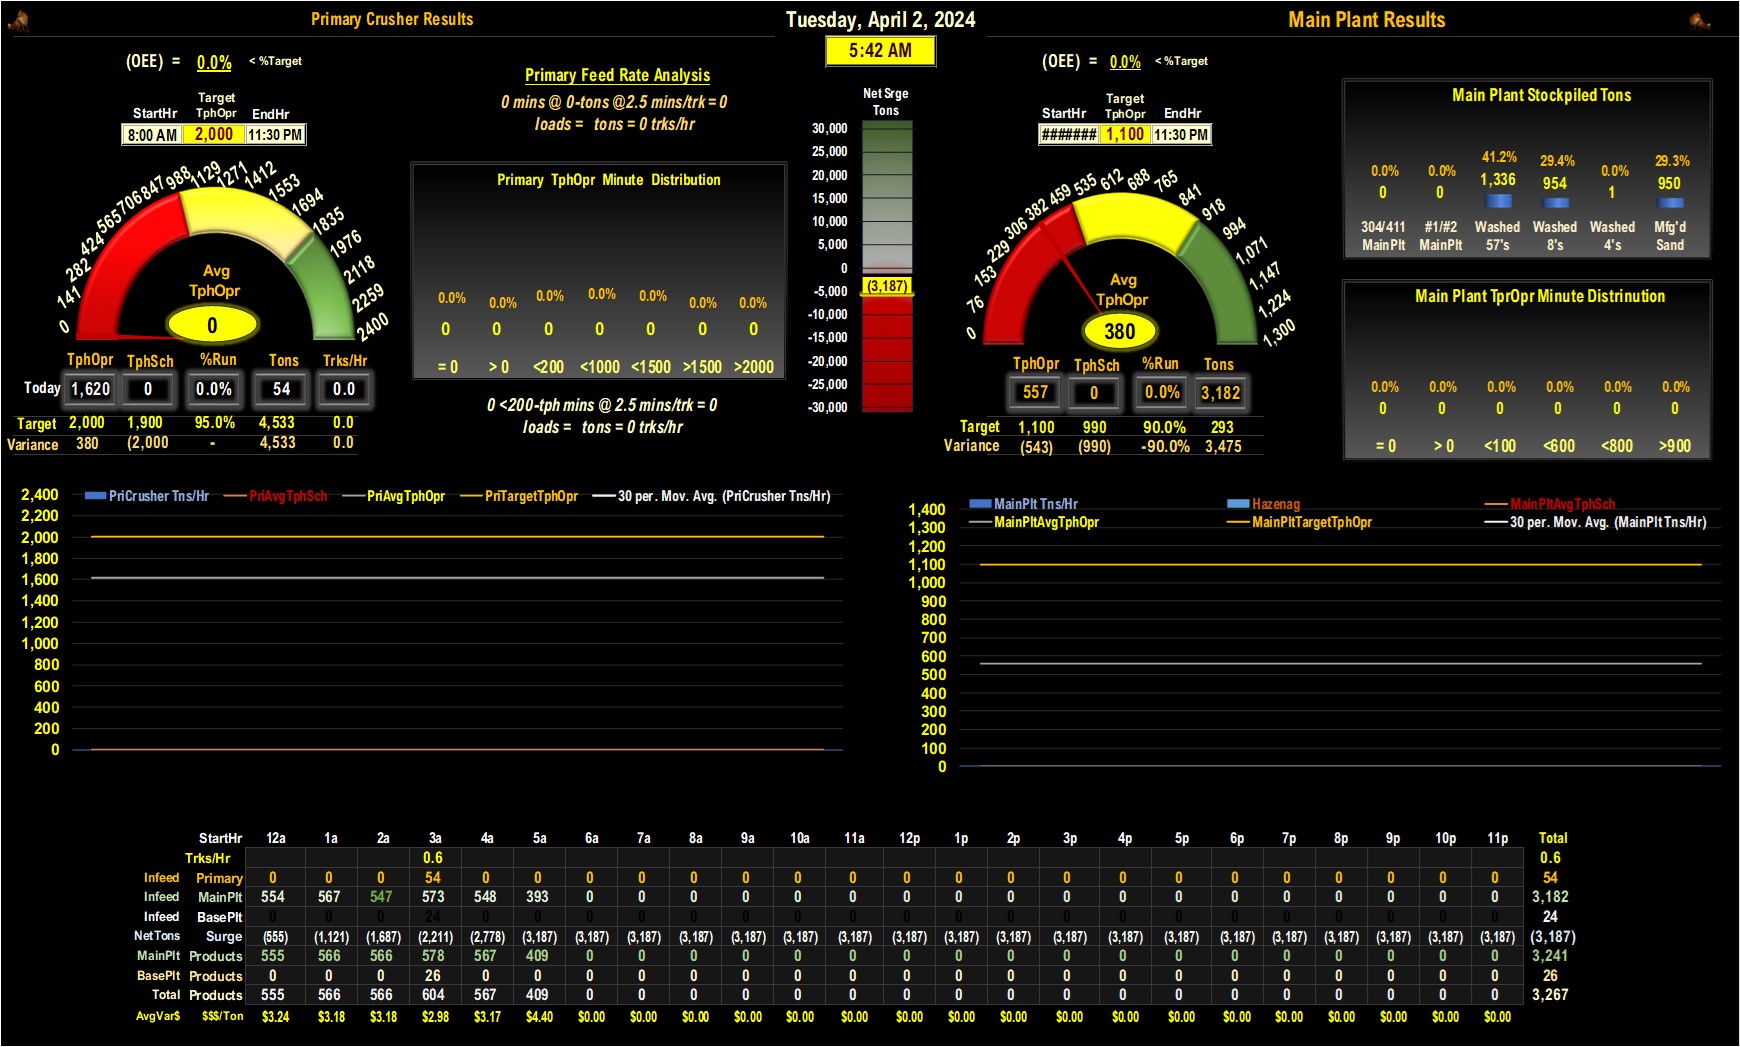 Primary Crusher Results
Tuesday, April 2, 2024
Main Plant Results
5:42 AM
(OEE) = 0.0% < %Target
StartHr Target TphOpr EndHr
8:00 AM 2,000 11:30 PM
0 141 282 424 565 706 847 988 1129 1271 1412 1553 1694 1835 1976 2118 2259 2400
Avg
TphOpr
0
TphOpr TphSch %Run Tons Trks/Hr
Today 1,620 0 0.0% 54 0.0
Target 2,000 1,900 95.0% 4,533 0.0
Variance 380 (2,000 - 4,533 0.0
Primary Feed Rate Analysis
0 mins @ 0-tons @2.5 mins/trk = 0
loads = tons = 0 trks/hr
Primary TphOpr Minute Distribution
0.0% 0.0% 0.0% 0.0% 0.0% 0.0% 0.0%
0 0 0 0 0 0 0
= 0 > 0 <200 <1000 <1500 >1500 >2000
0 <200-tph mins @ 2.5 mins/trk = 0
loads = tons = 0 trks/hr
Net Srge
Tons
30,000
25,000
20,000
15,000
10,000
5,000
0
(3,187)
-5,000
-10,000
-15,000
-20,000
-25,000
-30,000
(OEE) = 0.0% < %Target
StartHr Target TphOpr EndHr
####### 1,100 11:30 PM
0 76 153 229 306 382 459 535 612 688 765 841 918 994 1,071 1,147 1,224 1,300
Avg
TphOpr
380
TphOpr TphSch %Run Tons
557 0 0.0% 3,182
Target 1,100 990 90.0% 293
Variance (543) (990) -90.0% 3,475
Main Plant Stockpiled Tons
0.0% 0.0% 41.2% 29.4% 0.0% 29.3%
0 0 1,336 954 1 950
304/411 #1/#2 Washed Washed Washed Mfg'd
MainPlt MainPlt 57's 8's 4's Sand
Main Plant TprOpr Minute Distrinution
0.0% 0.0% 0.0% 0.0% 0.0% 0.0%
0 0 0 0 0 0
= 0 > 0 <100 <600 <800 >900
PriCrusher Tns/Hr PriAvgTphSch PriAvgTphOpr PriTargetTphOpr 30 per. Mov. Avg. (PriCrusher Tns/Hr)
2,400
2,200
2,000
1,800
1,600
1,400
1,200
1,000
800
600
400
200
0
MainPlt Tns/Hr Hazenag MainPltAvgTphSch
MainPltAvgTphOpr MainPltTargetTphOpr 30 per. Mov. Avg. (MainPlt Tns/Hr)
1,400
1,300
1,200
1,100
1,000
900
800
700
600
500
400
300
200
100
0
StartHr 12a 1a 2a 3a 4a 5a 6a 7a 8a 9a 10a 11a 12p 1p 2p 3p 4p 5p 6p 7p 8p 9p 10p 11p Total
Trks/Hr 0.6 0.6
Infeed Primary 0 0 0 54 0 0 0 0 0 0 0 0 0 0 0 0 0 0 0 0 0 0 0 0 54
Infeed MainPlt 554 567 547 573 548 393 0 0 0 0 0 0 0 0 0 0 0 0 0 0 0 0 0 0 3,182
Infeed BasePlt 0 0 0 24 0 0 0 0 0 0 0 0 0 0 0 0 0 0 0 0 0 0 0 0 24
NetTons Surge (555) (1,121) (1,687) (2,211) (2,778) (3,187) (3,187) (3,187) (3,187) (3,187) (3,187) (3,187) (3,187) (3,187) (3,187) (3,187) (3,187) (3,187) (3,187) (3,187) (3,187) (3,187) (3,187) (3,187) (3,187)
MainPlt Products 555 566 566 578 567 409 0 0 0 0 0 0 0 0 0 0 0 0 0 0 0 0 0 0 3,241
BasePlt Products 0 0 0 26 0 0 0 0 0 0 0 0 0 0 0 0 0 0 0 0 0 0 0 0 26
Total Products 555 566 566 604 567 409 0 0 0 0 0 0 0 0 0 0 0 0 0 0 0 0 0 0 3,267
AvgVar$ $$$/Ton $3.24 $3.18 $3.18 $2.98 $3.17 $4.40 $0.00 $0.00 $0.00 $0.00 $0.00 $0.00 $0.00 $0.00 $0.00 $0.00 $0.00 $0.00 $0.00 $0.00 $0.00 $0.00 $0.00 $0.00